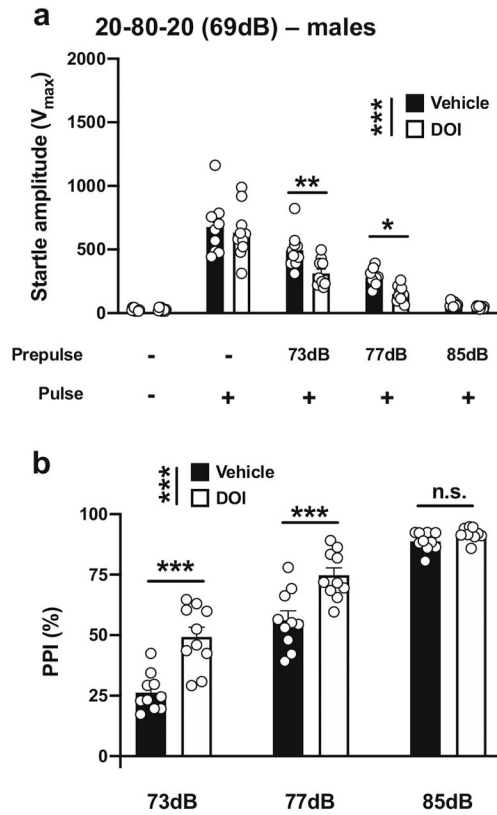 a
20-80-20 (69dB) – males
Startle amplitude (Vmax)
2000
1500
1000
500
0
*** Vehicle
DOI
**
*
Prepulse - - 73dB 77dB 85dB
Pulse - + + + +
b
*** Vehicle
DOI
PPI (%)
100
75
50
25
0
***
***
n.s.
73dB 77dB 85dB